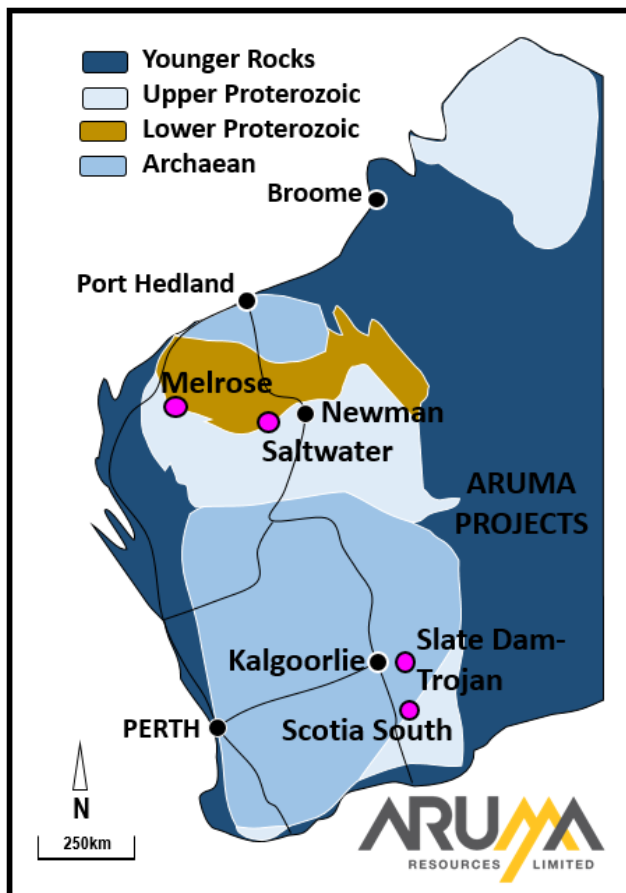 Younger Rocks
Upper Proterozoic
Lower Proterozoic
Archaean
Broome
Port Hedland
Melrose
Newman
Saltwater
ARUMA
PROJECTS
Slate Dam-
Trojan
Kalgoorlie
Scotia South
PERTH
N
250km
ARUMA
RESOURCES LIMITED